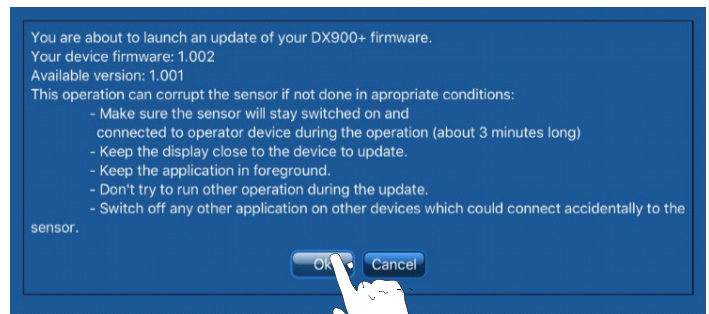 You are about to launch an update of your DX900+ firmware.
Your device firmware: 1.002
Available version: 1.001
This operation can corrupt the sensor if not done in apropriate conditions:
- Make sure the sensor will stay switched on and
connected to operator device during the operation (about 3 minutes long)
- Keep the display close to the device to update.
- Keep the application in foreground.
- Don't try to run other operation during the update.
- Switch off any other application on other devices which could connect accidentally to the
sensor.
Ok Cancel